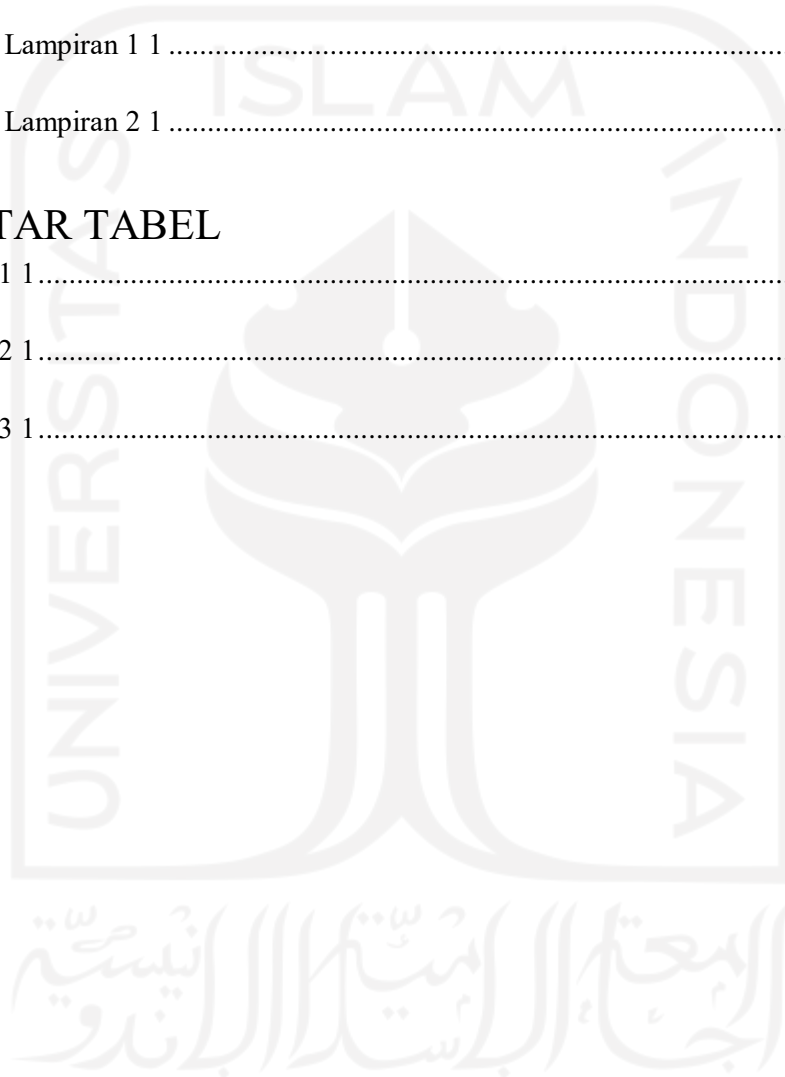 Lampiran 1 1 ................................................................................
Lampiran 2 1 ................................................................................
TAR TABEL
1 1.................................................................................................
2 1.................................................................................................
3 1.................................................................................................
ISLAM
UNIVERSITAS
INDONESIA